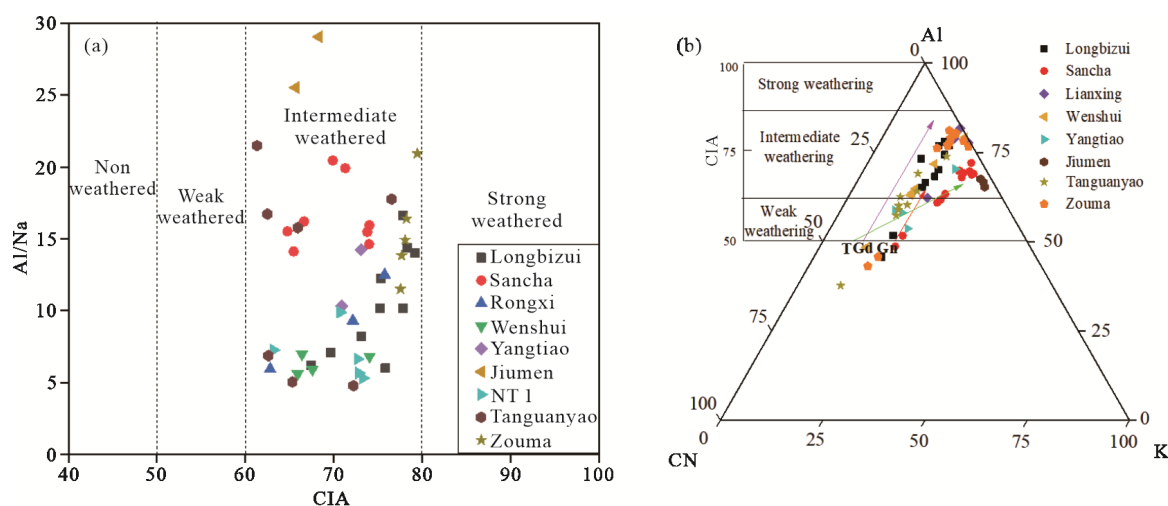 (a)
30
25
20
15
10
5
0
Al/Na
Non
weathered
Weak
weathered
Intermediate
weathered
Strong
weathered
Longbizui
Sancha
Rongxi
Wenshui
Yangtiao
Jiumen
NT 1
Tanguanyao
Zouma
40 50 60 70 80 90 100
CIA
(b)
Al
0 100
100
75
50
CIA
Strong weathering
Intermediate
weathering
Weak
weathering
25
50
75
100
0
75
50
25
0
TGd Gn
25 50 75 100
CN
K
Longbizui
Sancha
Lianxing
Wenshui
Yangtiao
Jiumen
Tanguanyao
Zouma